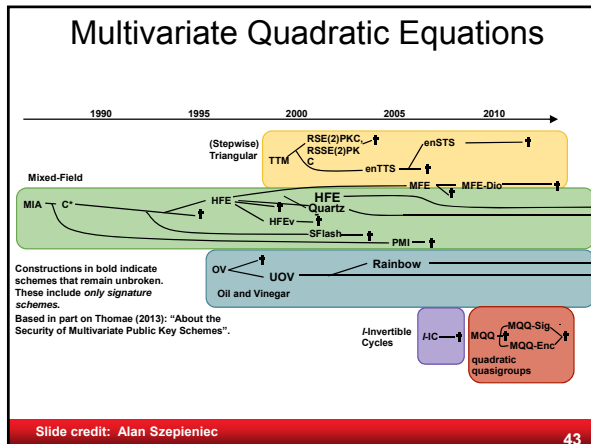 Multivariate Quadratic Equations
1990 1995 2000 2005 2010
(Stepwise)
Triangular
RSE(2)PKC,
RSSE(2)PK
C
TTM
enTTS
enSTS
Mixed-Field
MFE
MFE-Dio
MIA
C*
HFE
HFE
Quartz
HFEv
SFlash
PMI
Constructions in bold indicate
schemes that remain unbroken.
These include only signature
schemes.
Based in part on Thomae (2013): “About the
Security of Multivariate Public Key Schemes”.
OV
UOV
Rainbow
Oil and Vinegar
l-Invertible
Cycles
l-IC
MQQ
MQQ-Sig
MQQ-Enc
quadratic
quasigroups
Slide credit: Alan Szepieniec
43